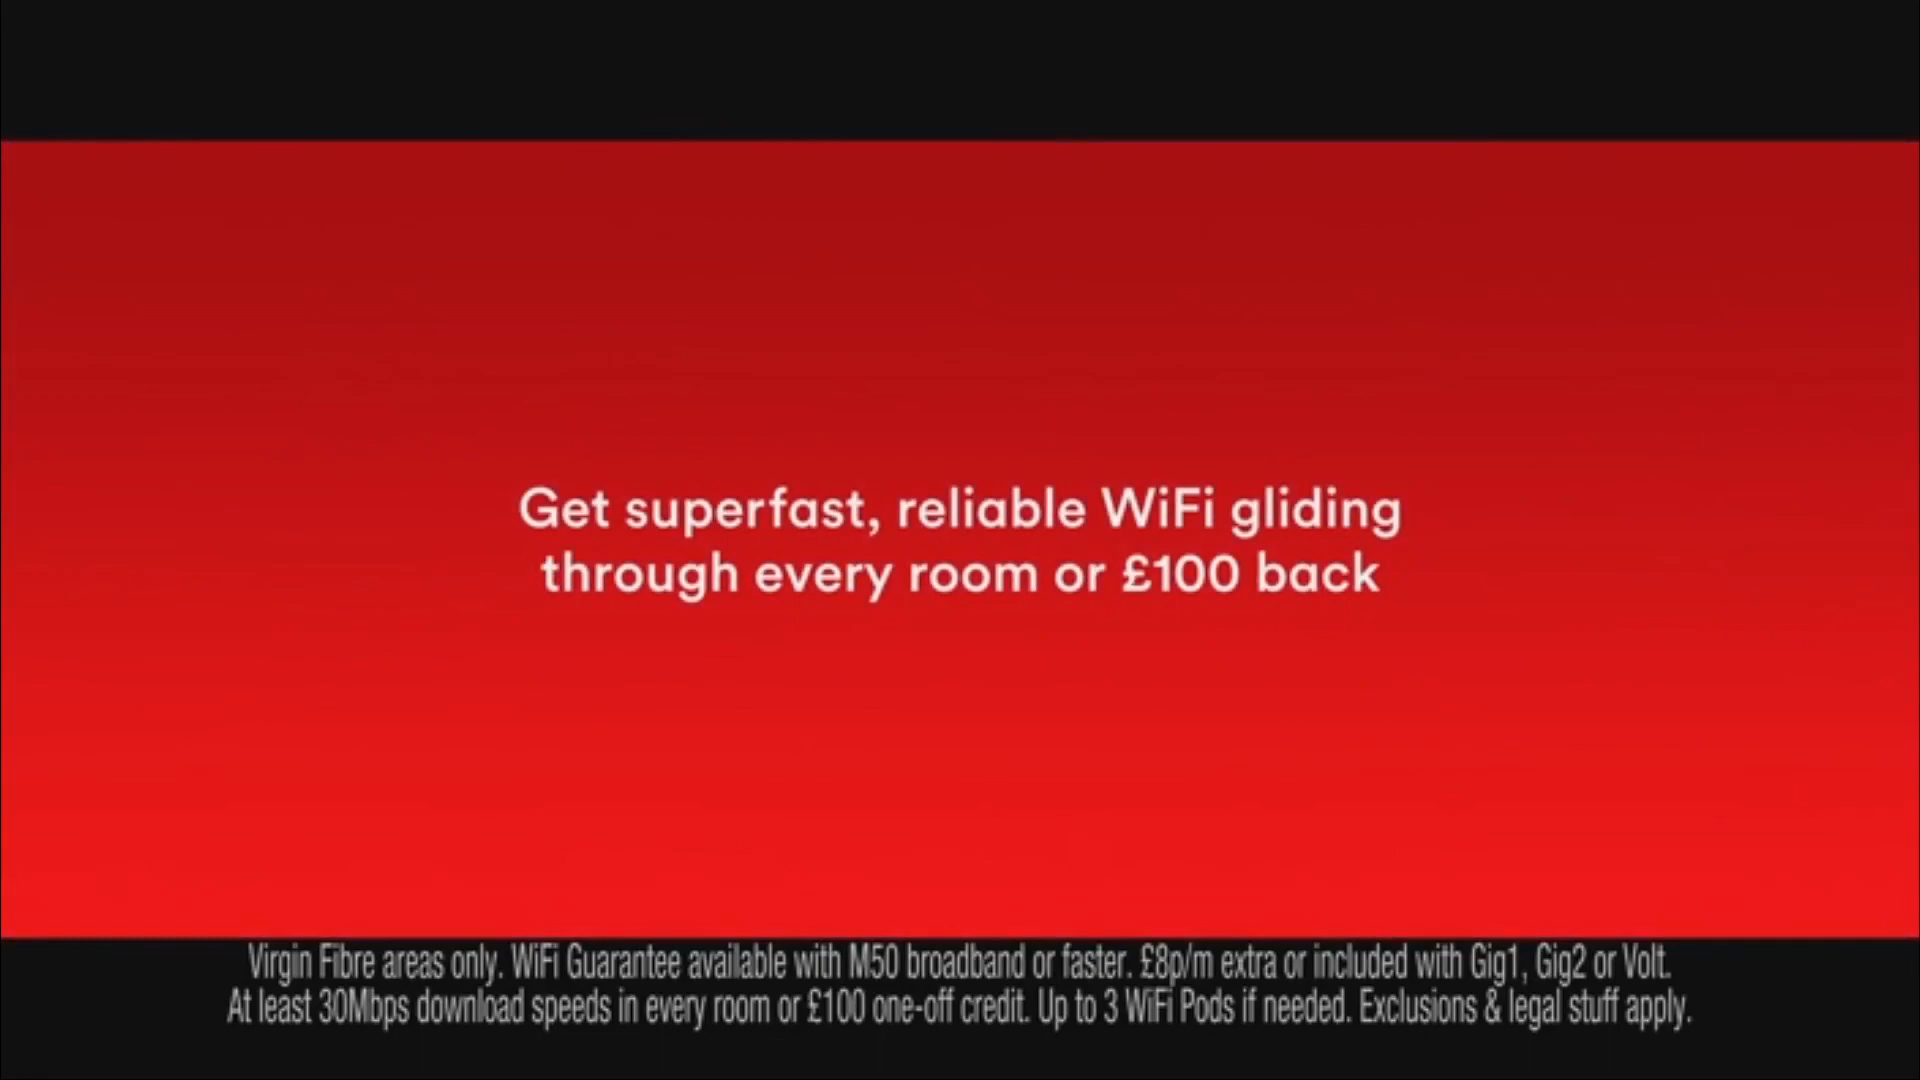 Get superfast, reliable WiFi gliding
through every room or £100 back
Virgin Fibre areas only. WiFi Guarantee available with M50 broadband or faster. £8p/m extra or included with Gig1, Gig2 or Volt.
At least 30Mbps download speeds in every room or £100 one-off credit. Up to 3 WiFi Pods if needed. Exclusions & legal stuff apply.